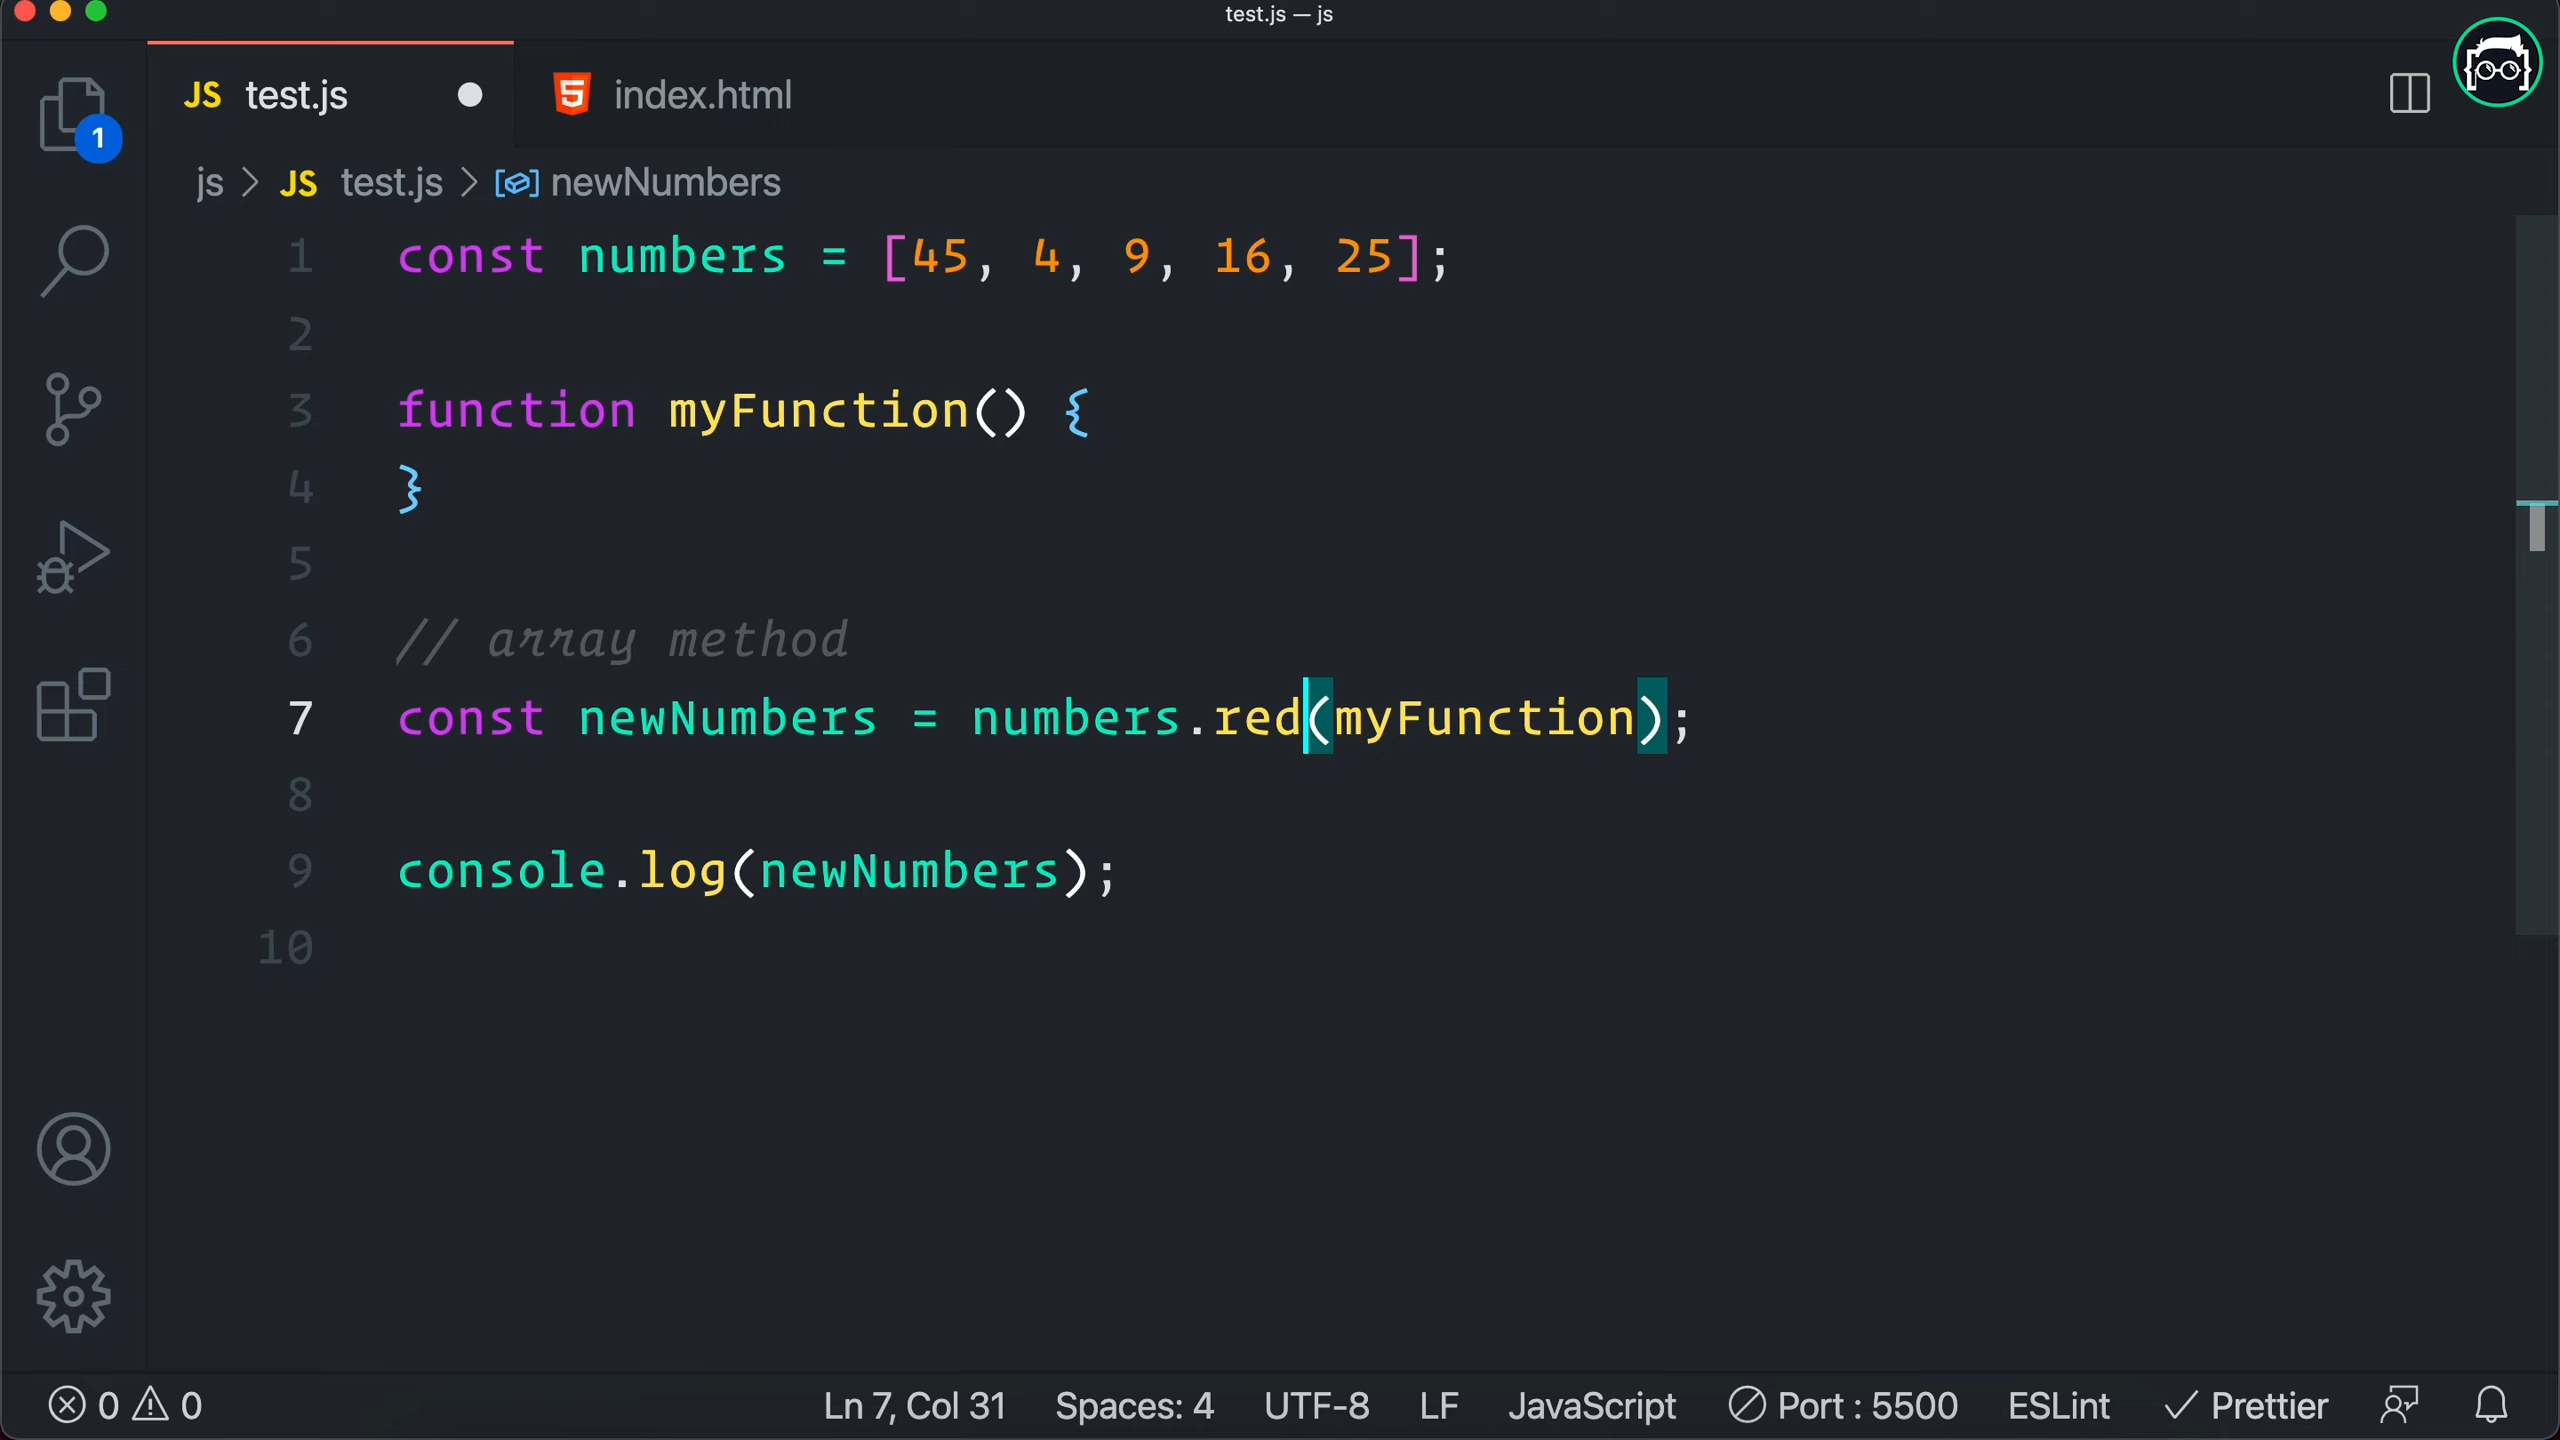 test.js — js
JS test.js index.html
1
js > JS test.js > newNumbers
1 const numbers = [45, 4, 9, 16, 25];
2
3 function myFunction() {
4 }
5
6 // array method
7 const newNumbers = numbers.red(myFunction);
8
9 console.log(newNumbers);
10
0 0 Ln 7, Col 31 Spaces: 4 UTF-8 LF JavaScript Port : 5500 ESLint Prettier